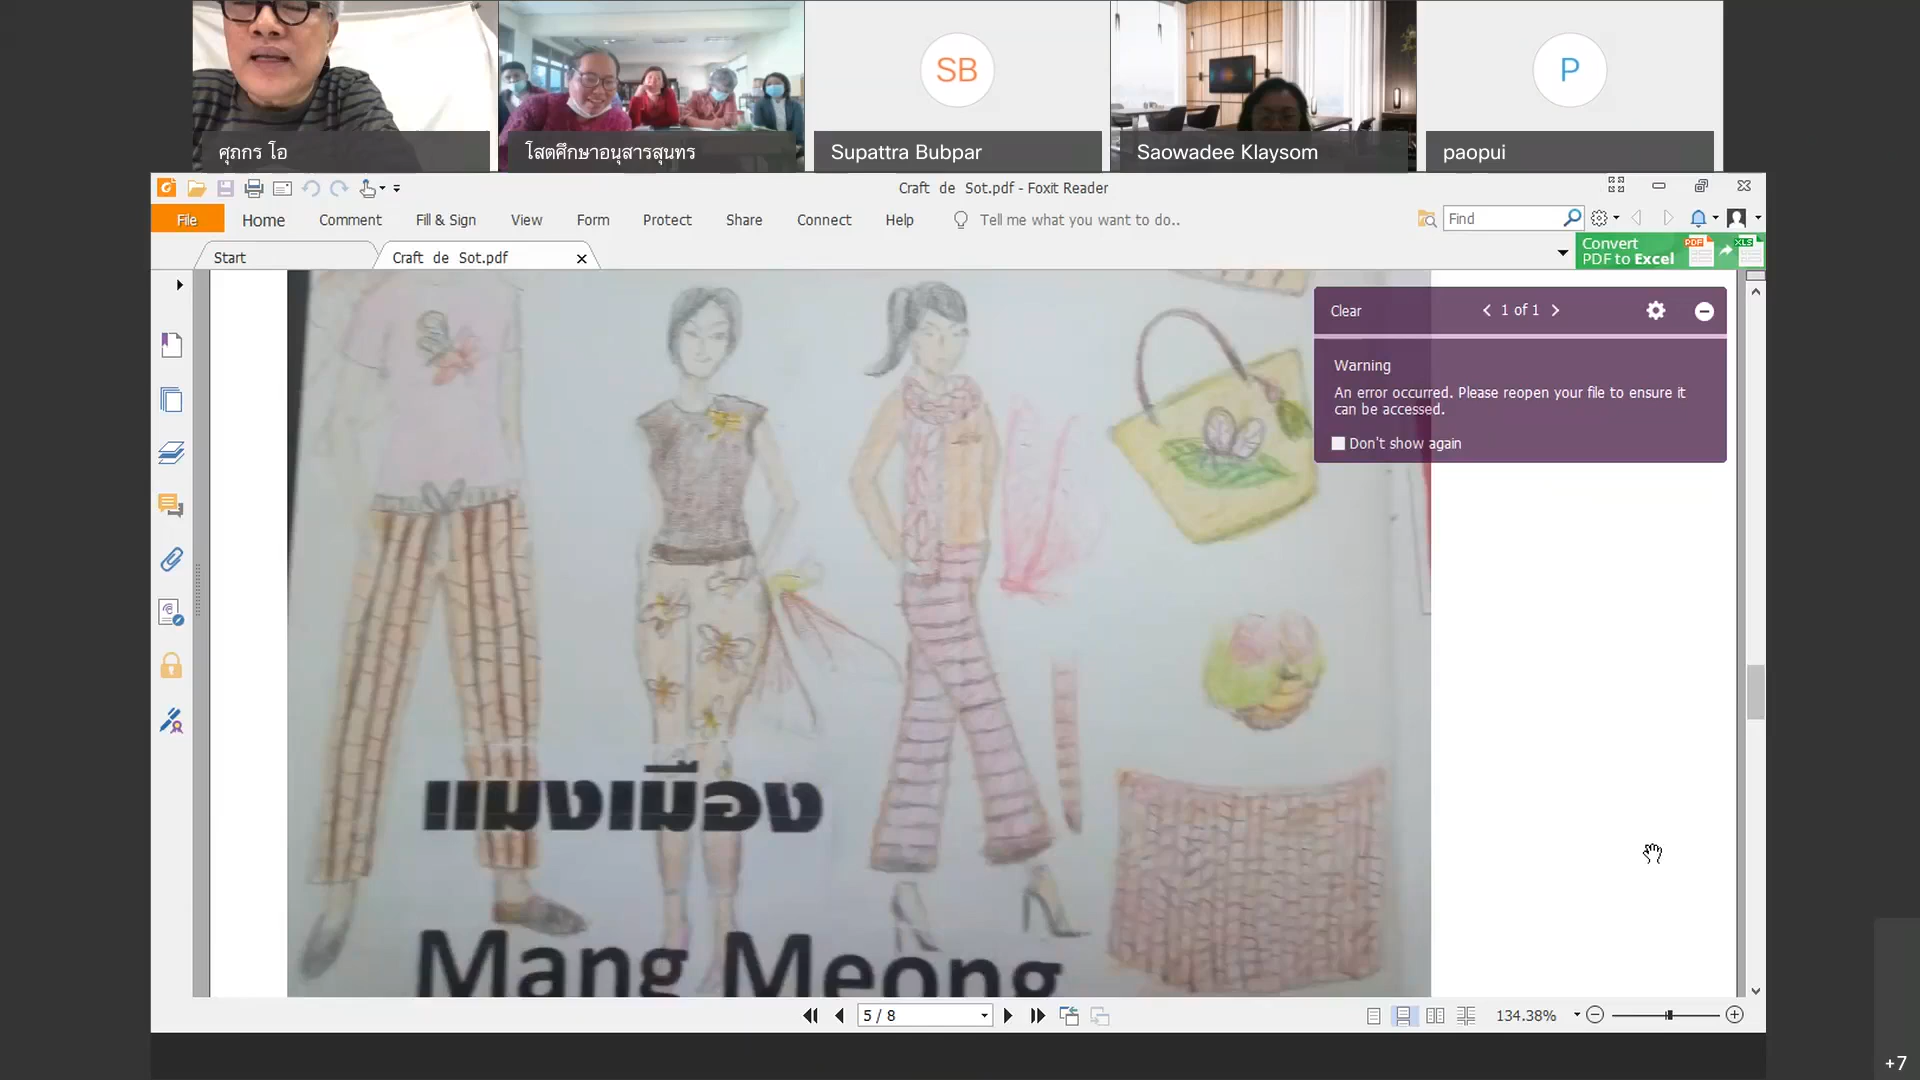 SB
P
ศุภกร โอ
โสตศึกษาอนุสารสุนทร
Supattra Bubpar
Saowadee Klaysom
paopui
Craft de Sot.pdf - Foxit Reader
File
Home
Comment
Fill & Sign
View
Form
Protect
Share
Connect
Help
Tell me what you want to do..
Find
Start
Craft de Sot.pdf
Convert
PDF to Excel
PDF
XLS
Clear
1 of 1
Warning
An error occurred. Please reopen your file to ensure it
can be accessed.
Don't show again
แมงเมือง
Mang Meong
5 / 8
134.38%
+7